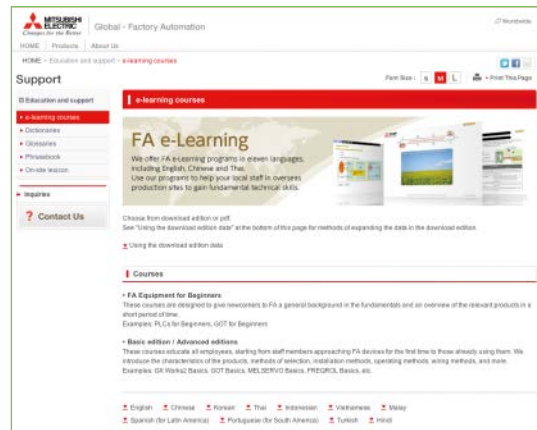 MITSUBISHI
ELECTRIC
Changes for the Better
Global - Factory Automation
Worldwide
HOME Products About Us
HOME > Education and support > e-learning courses
Support
Font Size : S M L Print This Page
Education and support
e-learning courses
Dictionaries
Glossaries
Phrasebook
On-site lexicon
Inquiries
? Contact Us
e-learning courses
FA e-Learning
We offer FA e-Learning programs in eleven languages,
including English, Chinese and Thai.
Use our programs to help your local staff in overseas
production sites to gain fundamental technical skills.
Choose from download edition or pdf.
See "Using the download edition date" at the bottom of this page for methods of expanding the data in the download edition.
Using the download edition data
Courses
• FA Equipment for Beginners
These courses are designed to give newcomers to FA a general background in the fundamentals and an overview of the relevant products in a
short period of time.
Examples: PLCs for Beginners, GOT for Beginners
• Basic edition / Advanced editions
These courses educate all employees, starting from staff members approaching FA devices for the first time to those already using them. We
introduce the characteristics of the products, methods of selection, installation methods, operating methods, wiring methods, and more.
Examples: GX Works2 Basics, GOT Basics, MELSERVO Basics, FREQROL Basics, etc.
English Chinese Korean Thai Indonesian Vietnamese Malay
Spanish (for Latin America) Portuguese (for South America) Turkish Hindi